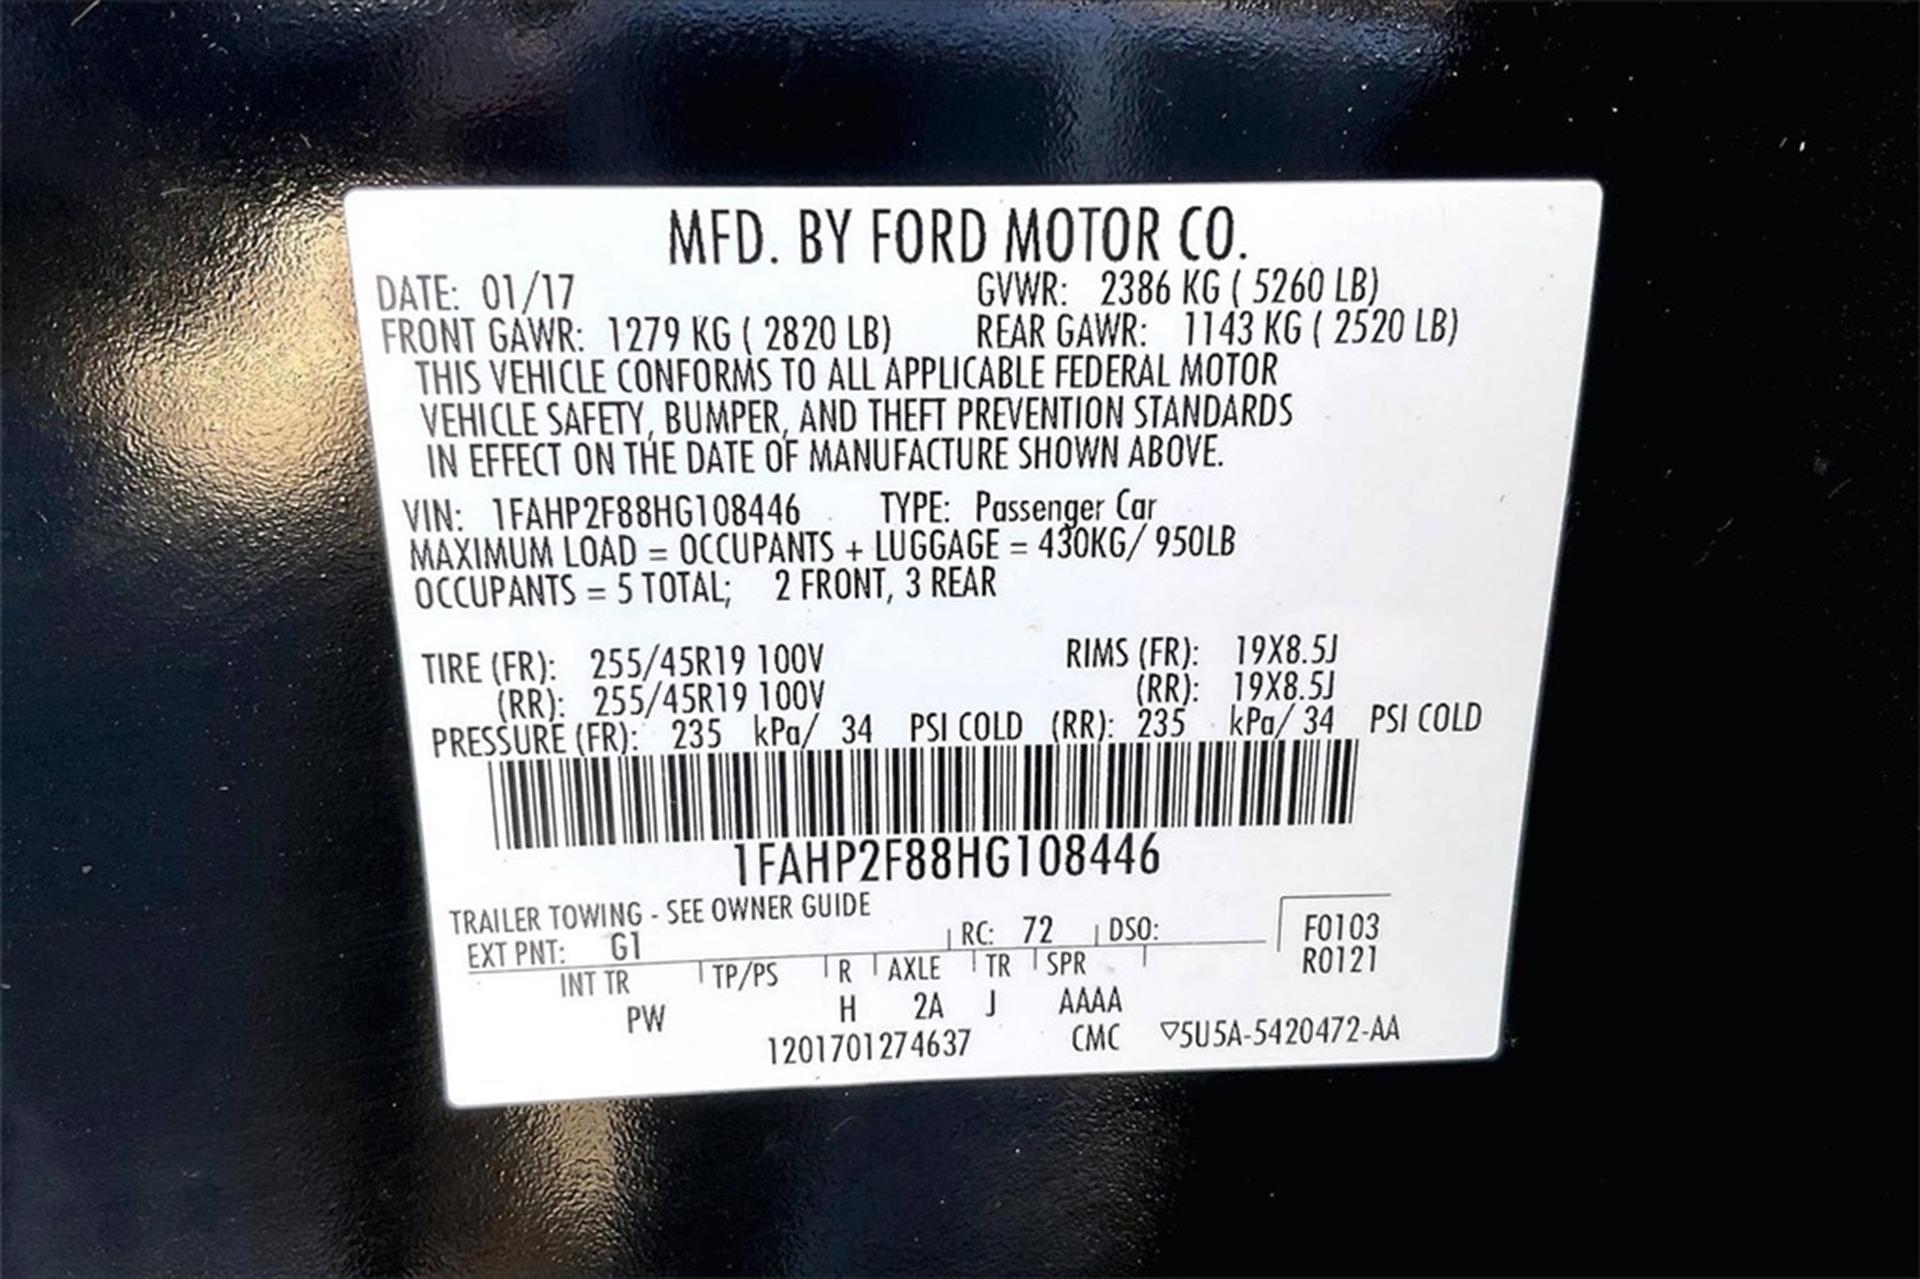 MFD. BY FORD MOTOR CO.
DATE: 01/17 GVWR: 2386 KG ( 5260 LB)
FRONT GAWR: 1279 KG ( 2820 LB) REAR GAWR: 1143 KG ( 2520 LB)
THIS VEHICLE CONFORMS TO ALL APPLICABLE FEDERAL MOTOR
VEHICLE SAFETY, BUMPER, AND THEFT PREVENTION STANDARDS
IN EFFECT ON THE DATE OF MANUFACTURE SHOWN ABOVE.
VIN: 1FAHP2F88HG108446 TYPE: Passenger Car
MAXIMUM LOAD = OCCUPANTS + LUGGAGE = 430KG/ 950LB
OCCUPANTS = 5 TOTAL; 2 FRONT, 3 REAR
TIRE (FR): 255/45R19 100V RIMS (FR): 19X8.5J
(RR): 255/45R19 100V (RR): 19X8.5J
PRESSURE (FR): 235 kPa/ 34 PSI COLD (RR): 235 kPa/ 34 PSI COLD
1FAHP2F88HG108446
TRAILER TOWING - SEE OWNER GUIDE
EXT PNT: G1 RC: 72 DSO: F0103
R0121
INT TR TP/PS R AXLE TR SPR
PW H 2A J AAAA
1201701274637 CMC ▽5U5A-5420472-AA